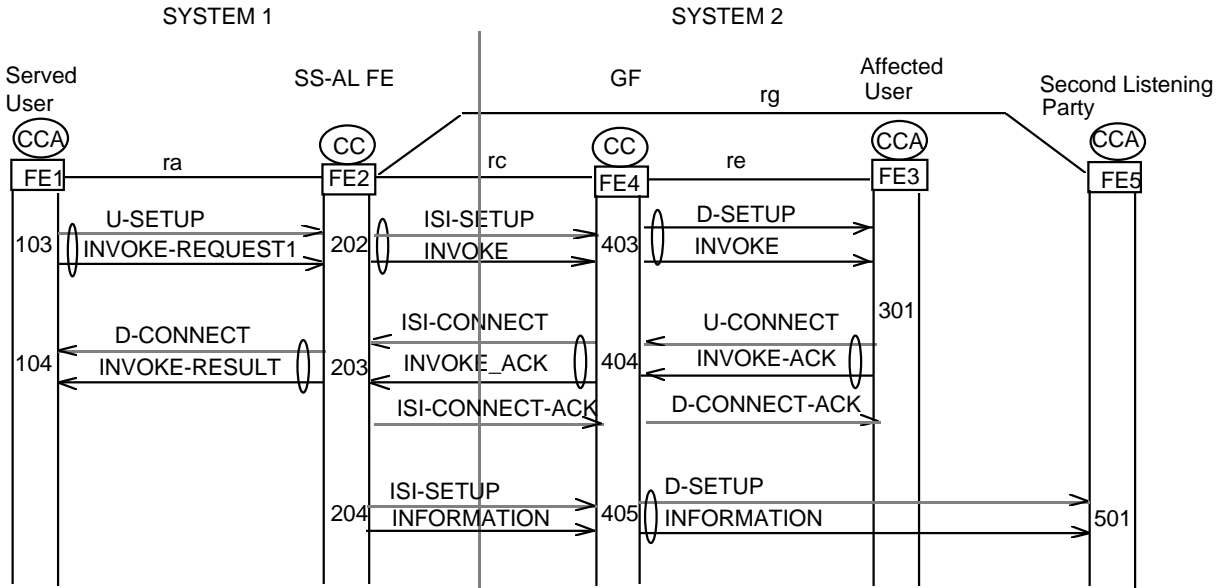 SYSTEM 1 SYSTEM 2
Served User
SS-AL FE
GF
Affected User
Second Listening Party
rg
CCA CC CC CCA CCA
ra rc re
FE1 FE2 FE4 FE3 FE5
U-SETUP ISI-SETUP D-SETUP
103 INVOKE-REQUEST1 202 INVOKE 403 INVOKE
301
D-CONNECT ISI-CONNECT U-CONNECT
104 INVOKE-RESULT 203 INVOKE_ACK 404 INVOKE-ACK
ISI-CONNECT-ACK D-CONNECT-ACK
ISI-SETUP D-SETUP
204 INFORMATION 405 INFORMATION 501